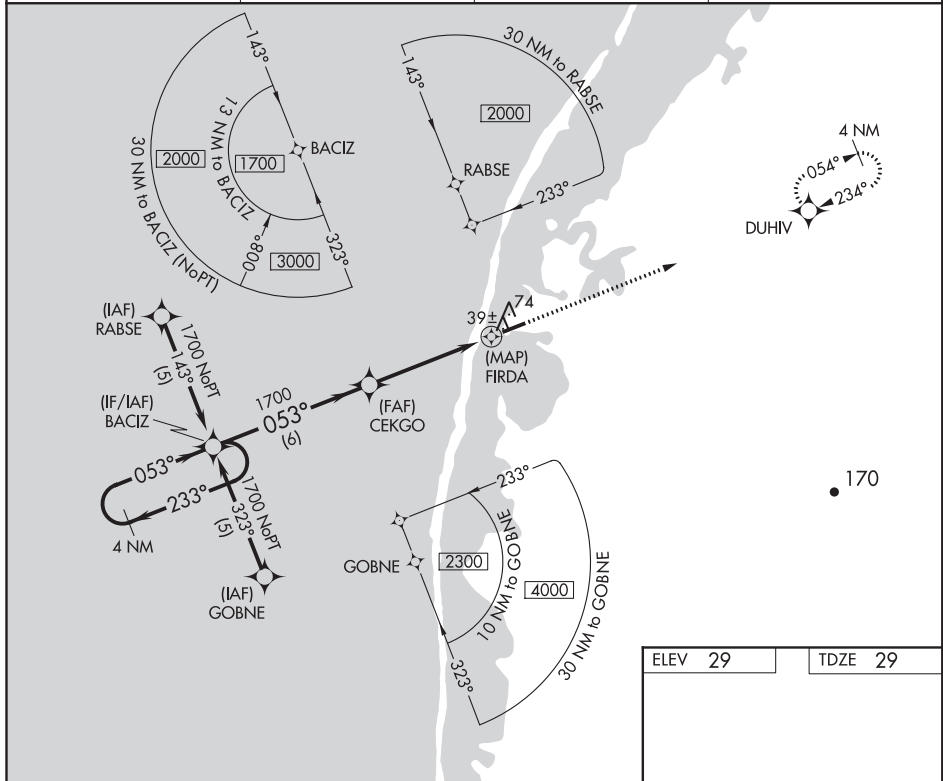 143°
30 NM to BACIZ (NoPT)
2000
13 NM to BACIZ
1700
BACIZ
008°
3000
323°
30 NM to RABSE
143°
2000
RABSE
233°
4 NM
054°
234°
DUHIV
(IAF)
RABSE
1700 NoPT
143°
(5)
39±
74
(MAP)
FIRDA
(IF/IAF)
BACIZ
1700
053°
(6)
(FAF)
CEKGO
053°
233°
4 NM
1700 NoPT
323°
(5)
(IAF)
GOBNE
233°
GOBNE
2300
10 NM to GOBNE
4000
30 NM to GOBNE
323°
170
ELEV 29
TDZE 29